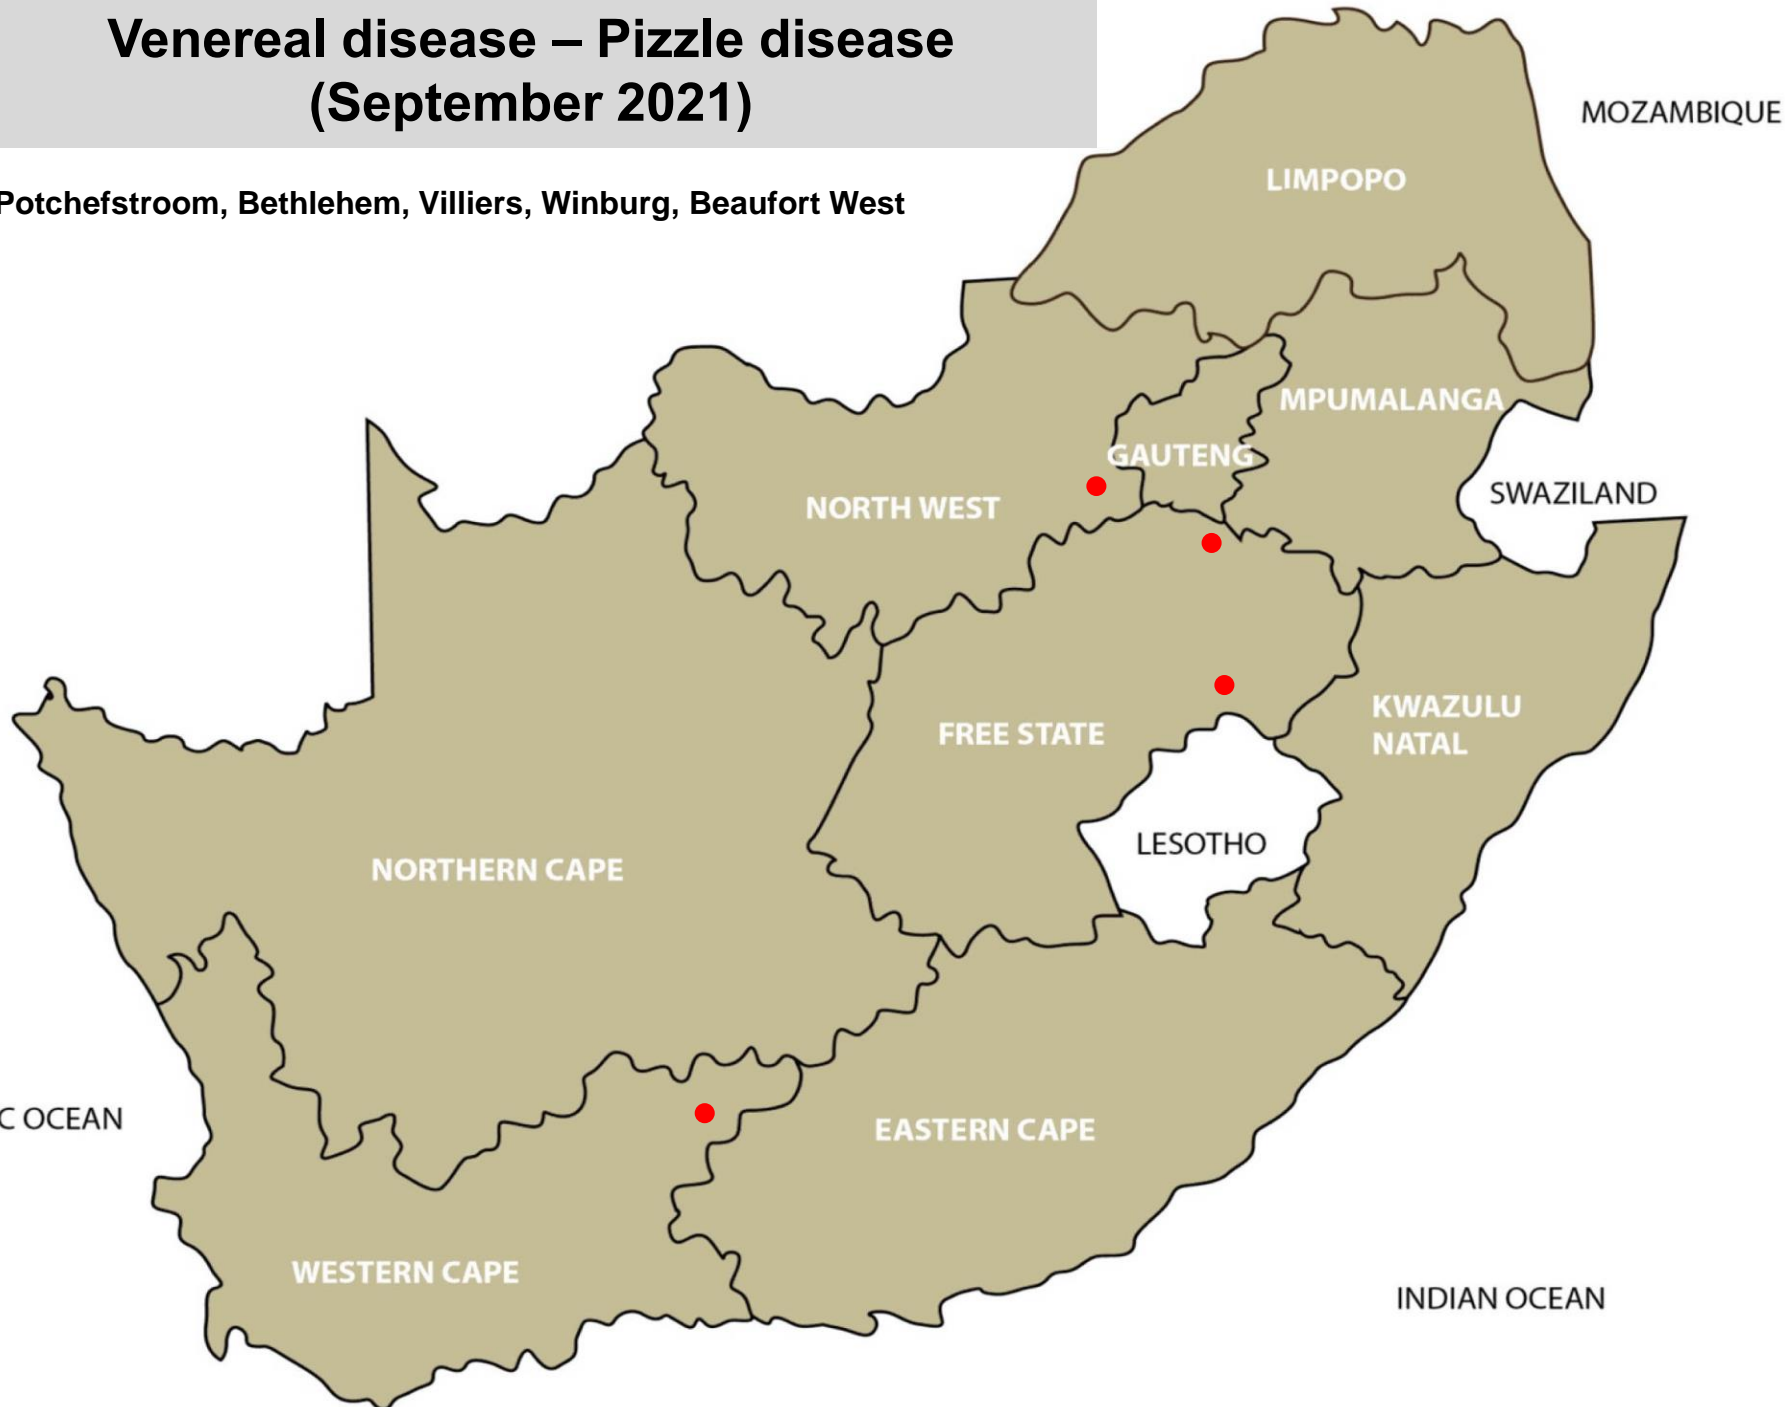 Venereal disease – Pizzle disease
(September 2021)
MOZAMBIQUE
LIMPOPO
Potchefstroom, Bethlehem, Villiers, Winburg, Beaufort West
MPUMALANGA
GAUTENG
SWAZILAND
NORTH WEST
KWAZULU
NATAL
FREE STATE
LESOTHO
NORTHERN CAPE
C OCEAN
EASTERN CAPE
WESTERN CAPE
INDIAN OCEAN